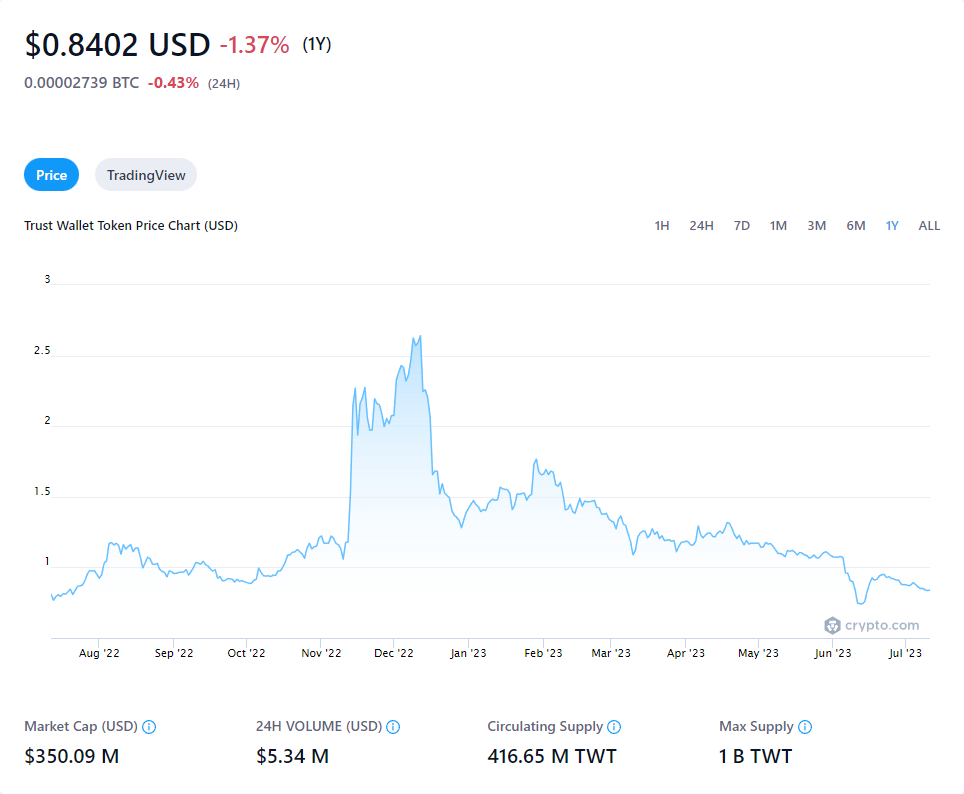 $0.8402 USD -1.37% (1Y)
0.00002739 BTC -0.43% (24H)
Price TradingView
Trust Wallet Token Price Chart (USD) 1H 24H 7D 1M 3M 6M 1Y ALL
3
2.5
2
1.5
1
crypto.com
Aug '22 Sep '22 Oct '22 Nov '22 Dec '22 Jan '23 Feb '23 Mar '23 Apr '23 May '23 Jun '23 Jul '23
Market Cap (USD) 24H VOLUME (USD) Circulating Supply Max Supply
$350.09 M $5.34 M 416.65 M TWT 1 B TWT